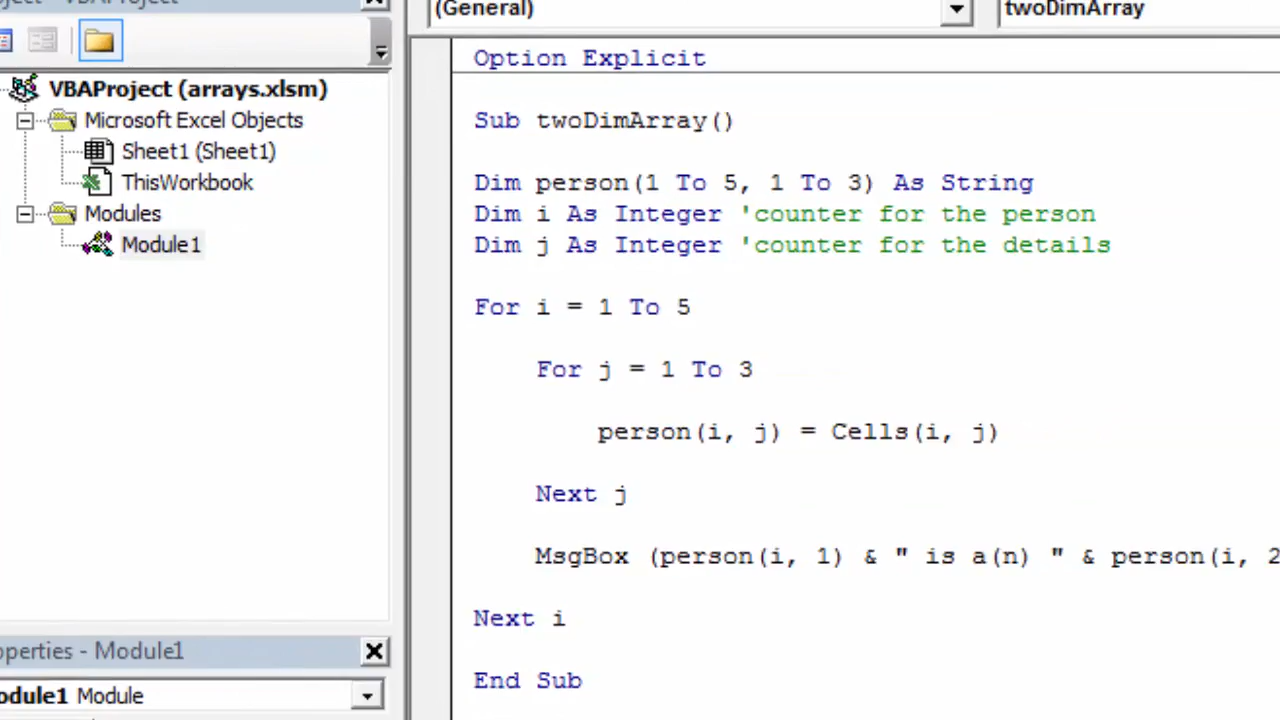 VBAProject
(General)
twoDimArray
VBAProject (arrays.xlsm)
Microsoft Excel Objects
Sheet1 (Sheet1)
ThisWorkbook
Modules
Module1
Option Explicit
Sub twoDimArray()
Dim person(1 To 5, 1 To 3) As String
Dim i As Integer 'counter for the person
Dim j As Integer 'counter for the details
For i = 1 To 5
For j = 1 To 3
person(i, j) = Cells(i, j)
Next j
MsgBox (person(i, 1) & " is a(n) " & person(i, 2
Next i
End Sub
operties - Module1
odule1 Module